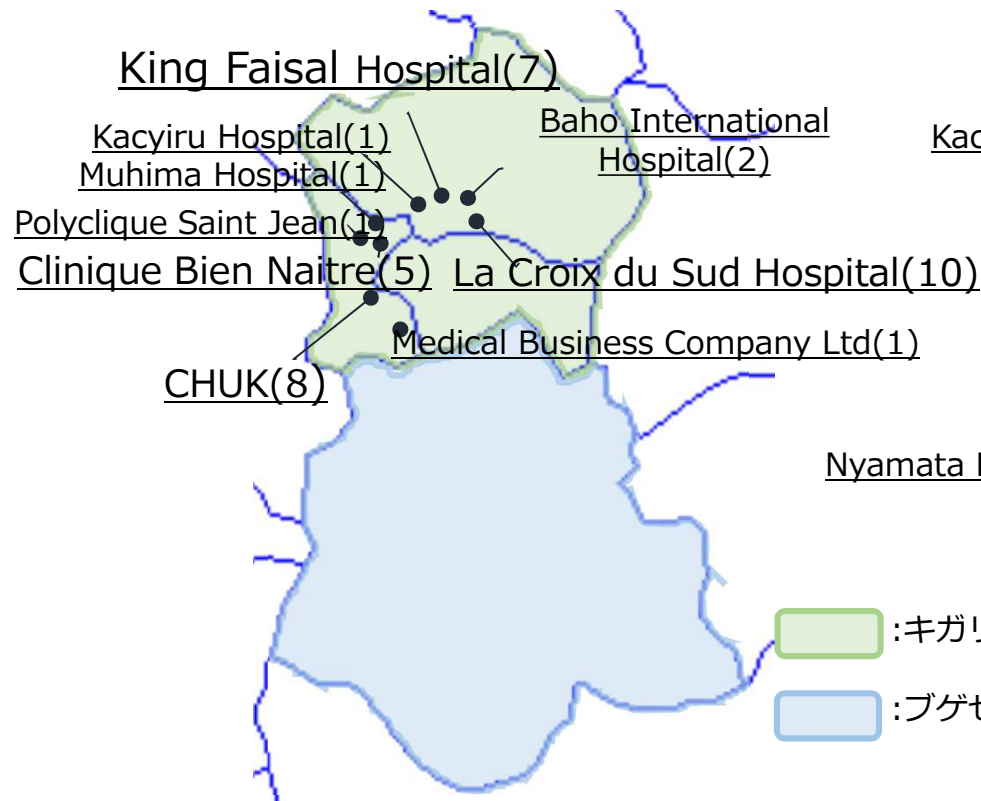 King Faisal Hospital(7)
Baho International
Hospital(2)
Kacyiru Hospital(1)
Muhima Hospital(1)
Polyclique Saint Jean(1)
Clinique Bien Naitre(5)
La Croix du Sud Hospital(10)
Medical Business Company Ltd(1)
CHUK(8)
Nyamata
:キガリ
:ブゲ